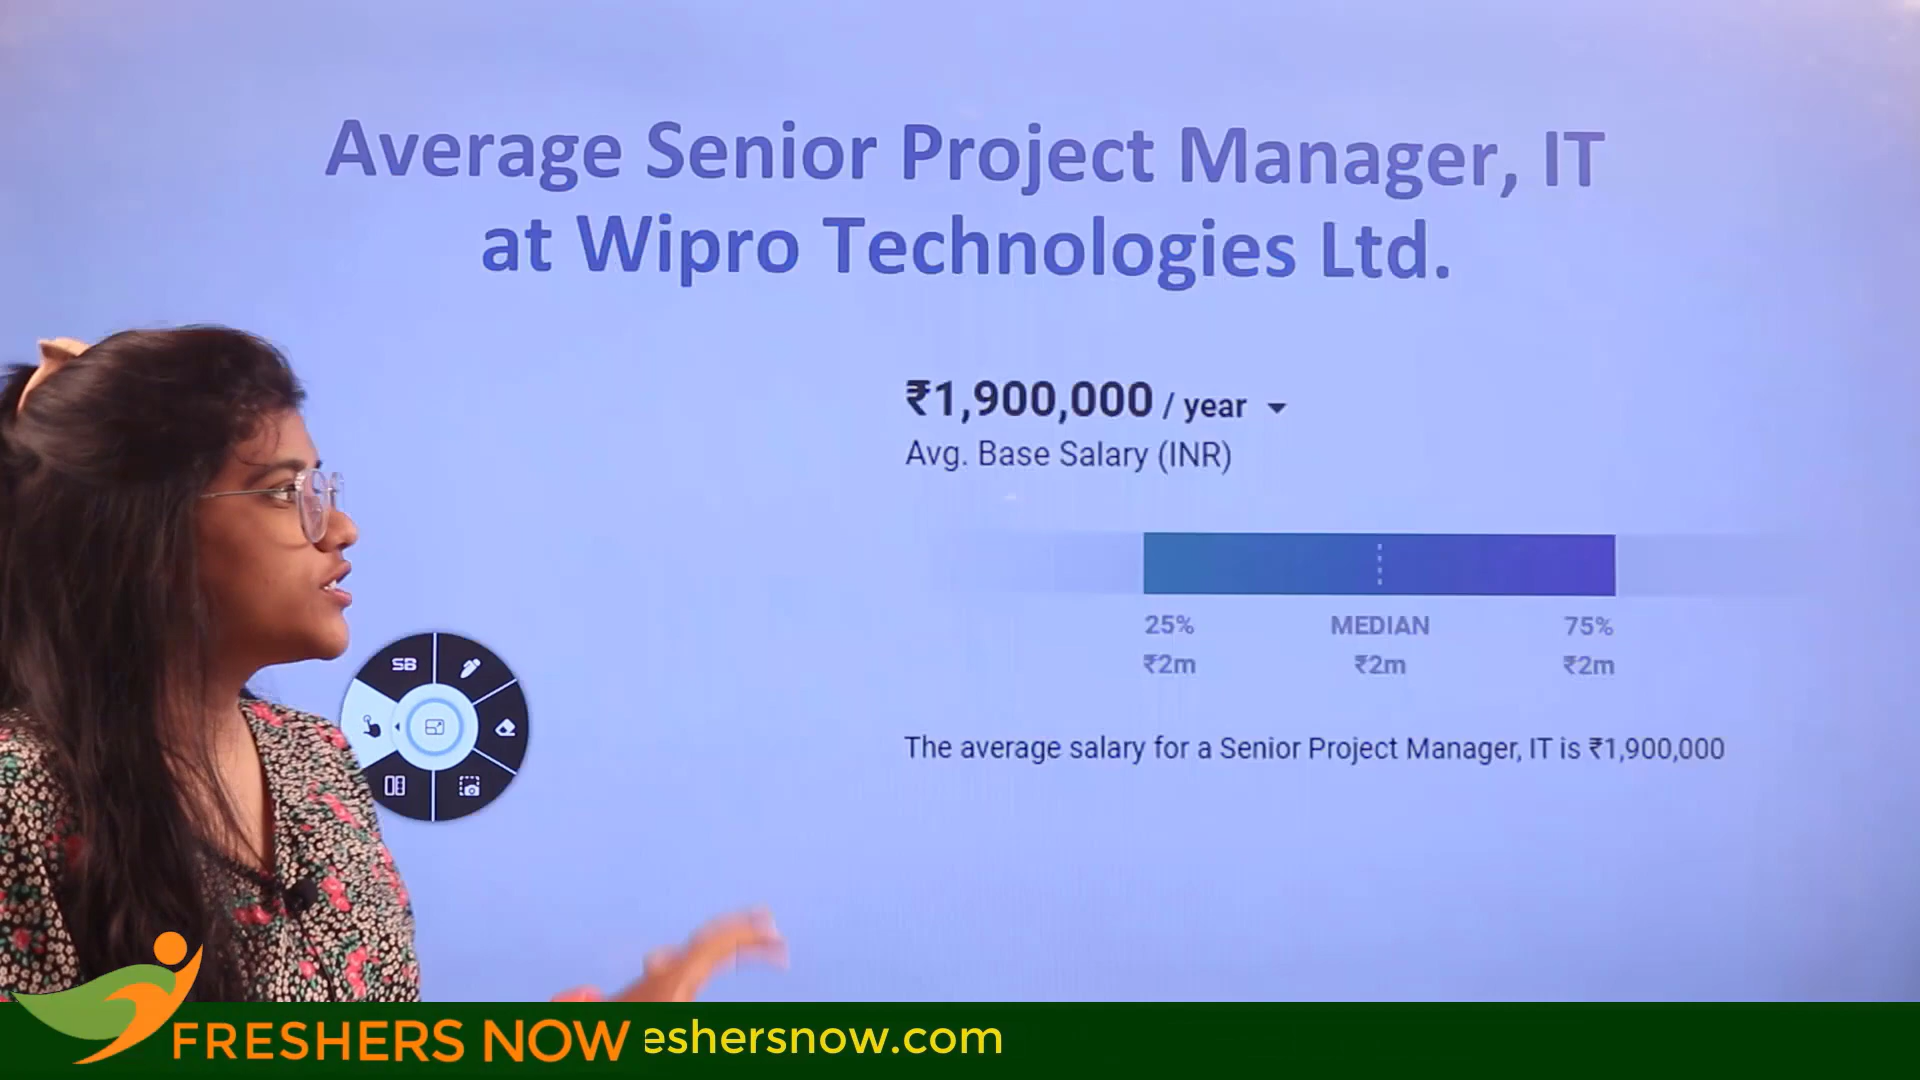 Average Senior Project Manager, IT
at Wipro Technologies Ltd.
₹1,900,000 / year
Avg. Base Salary (INR)
25% MEDIAN 75%
₹2m ₹2m ₹2m
The average salary for a Senior Project Manager, IT is ₹1,900,000
SB
FRESHERS NOW eshersnow.com